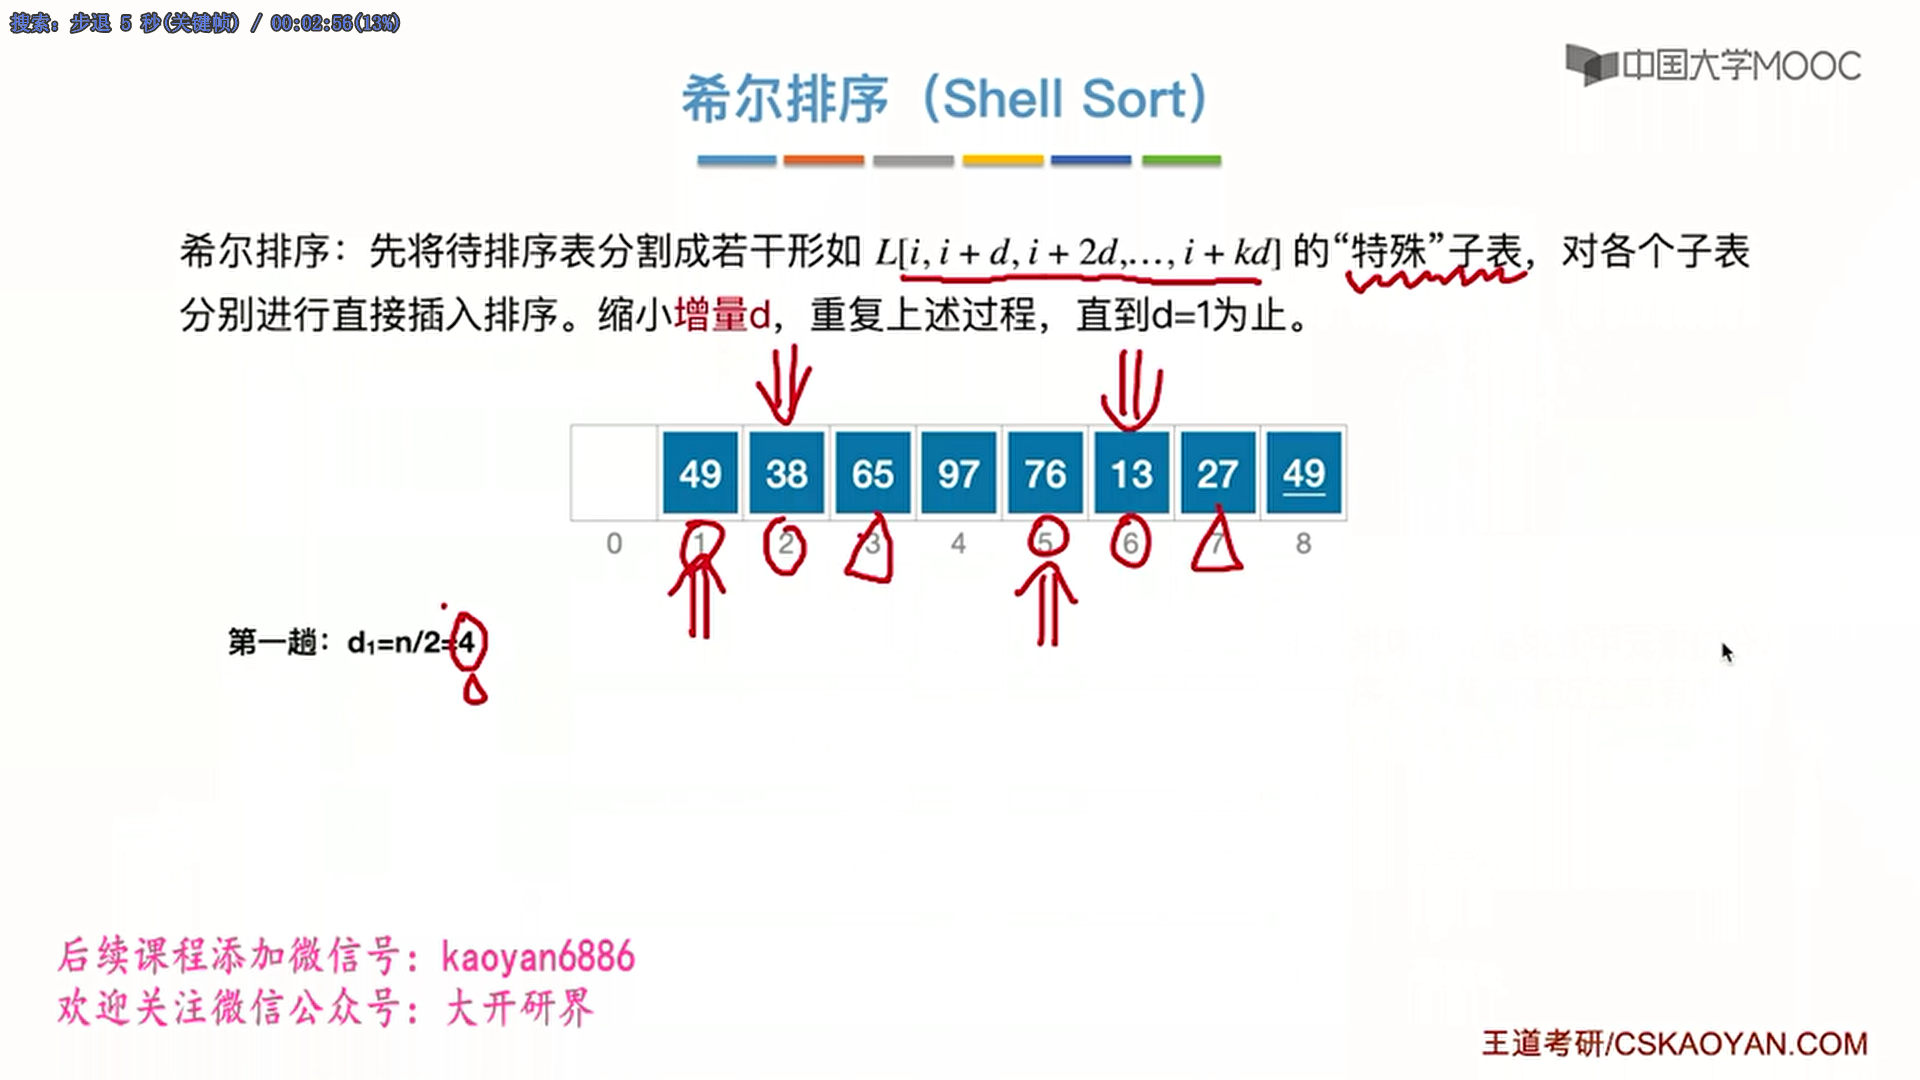 搜索: 步退 5 秒(关键帧) / 00:02:56(13%)
中国大学MOOC
希尔排序（Shell Sort）
希尔排序：先将待排序表分割成若干形如 L[i, i + d, i + 2d,…, i + kd] 的“特殊”子表，对各个子表
分别进行直接插入排序。缩小增量d，重复上述过程，直到d=1为止。
49 38 65 97 76 13 27 49
0 1 2 3 4 5 6 7 8
第一趟：d₁=n/2=4
后续课程添加微信号：kaoyan6886
欢迎关注微信公众号：大开研界
王道考研/CSKAOYAN.COM